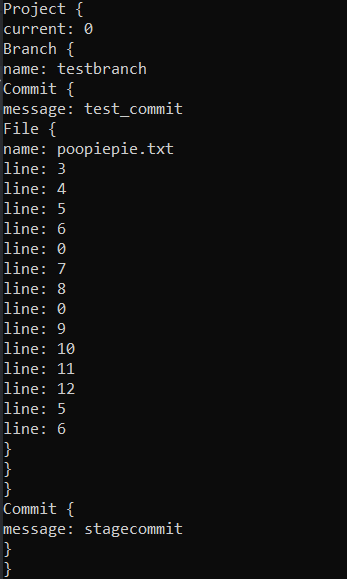 Project {
current: 0
Branch {
name: testbranch
Commit {
message: test_commit
File {
name: poopiepie.txt
line: 3
line: 4
line: 5
line: 6
line: 0
line: 7
line: 8
line: 0
line: 9
line: 10
line: 11
line: 12
line: 5
line: 6
}
}
}
Commit {
message: stagecommit
}
}